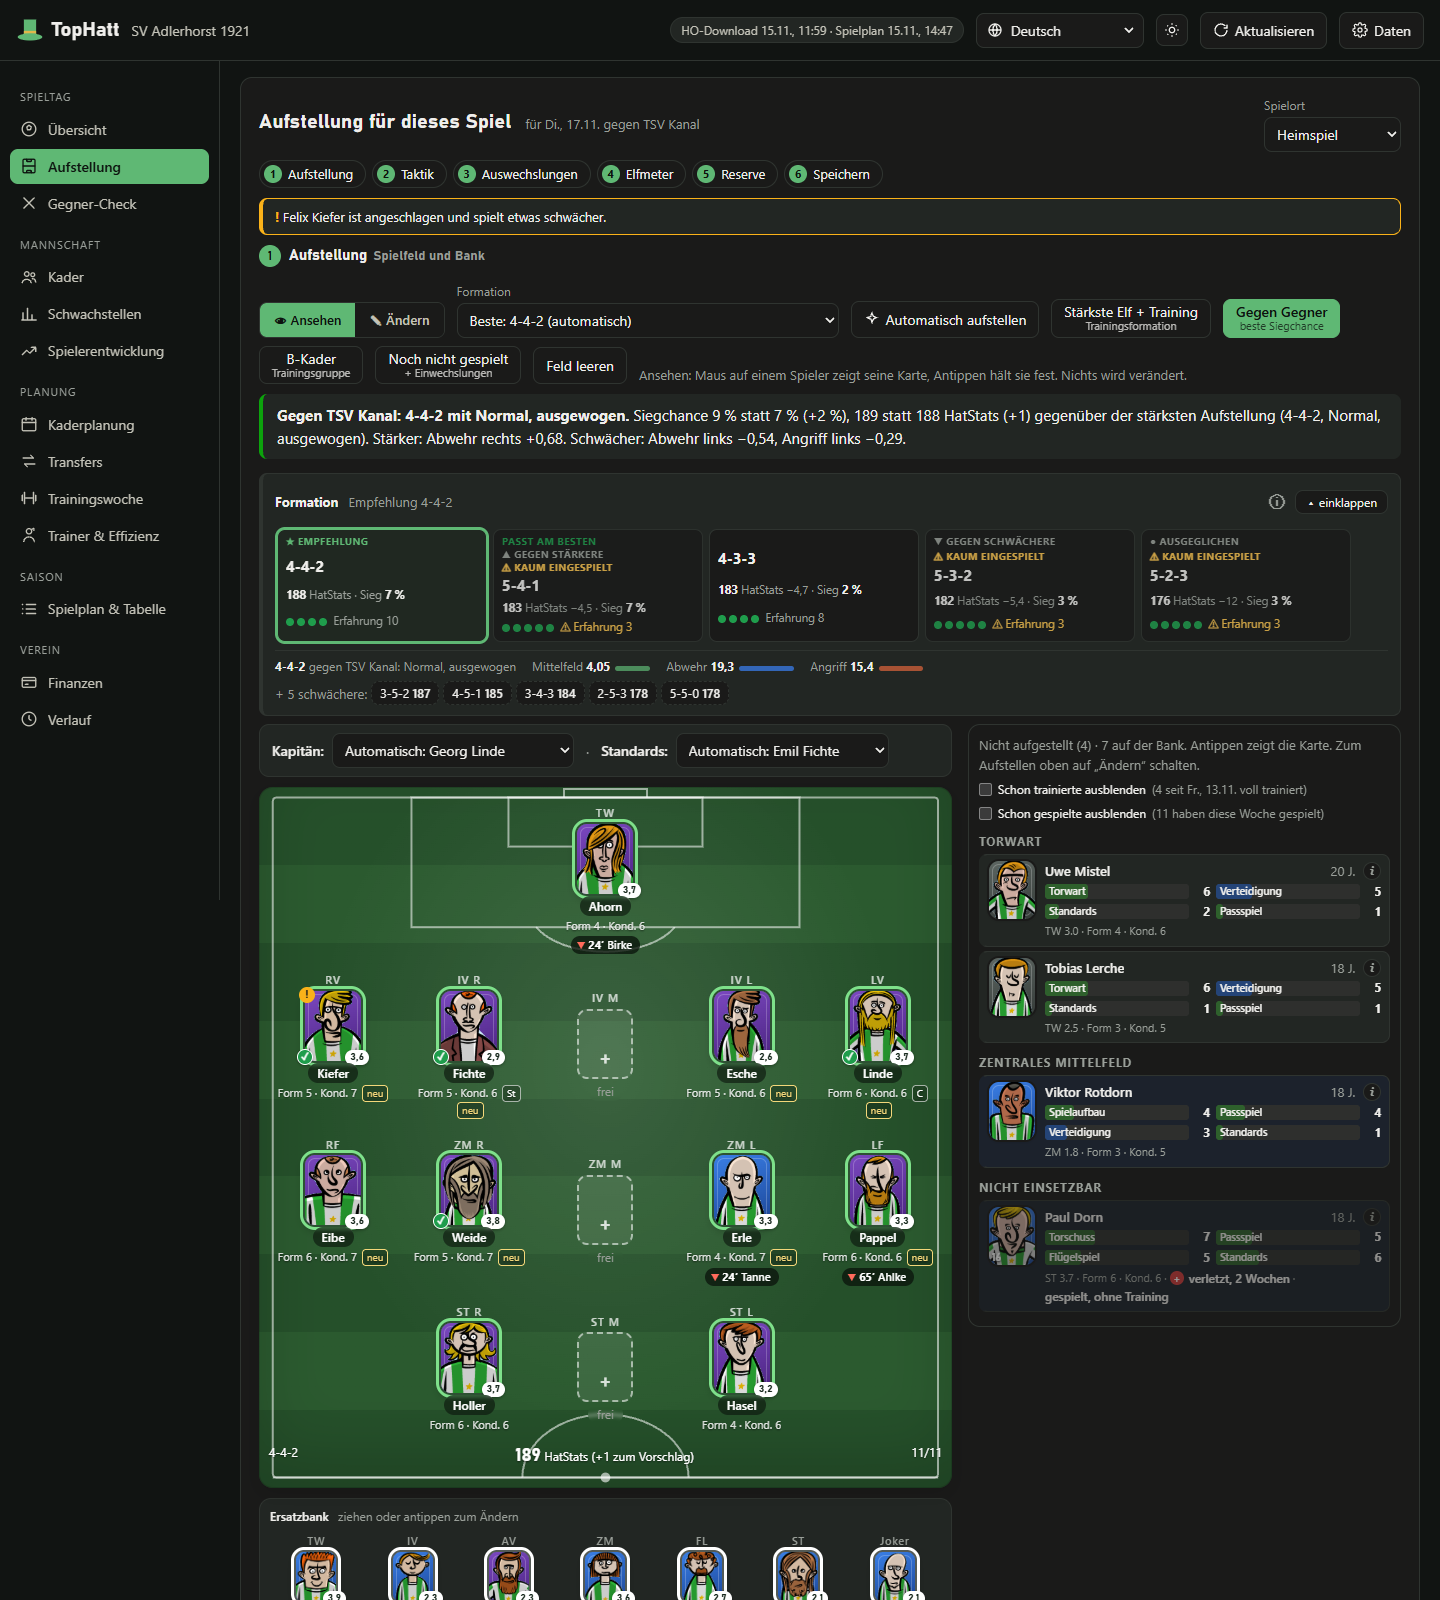 TopHatt SV Adlerhorst 1921
HO-Download 15.11., 11:59 · Spielplan 15.11., 14:47
Deutsch
Aktualisieren
Daten
SPIELTAG
Übersicht
Aufstellung
Gegner-Check
MANNSCHAFT
Kader
Schwachstellen
Spielerentwicklung
PLANUNG
Kaderplanung
Transfers
Trainingswoche
Trainer & Effizienz
SAISON
Spielplan & Tabelle
VEREIN
Finanzen
Verlauf
Aufstellung für dieses Spiel für Di., 17.11. gegen TSV Kanal
Spielort
Heimspiel
1 Aufstellung
2 Taktik
3 Auswechslungen
4 Elfmeter
5 Reserve
6 Speichern
! Felix Kiefer ist angeschlagen und spielt etwas schwächer.
1 Aufstellung Spielfeld und Bank
Ansehen
Ändern
Formation
Beste: 4-4-2 (automatisch)
Automatisch aufstellen
Stärkste Elf + Training
Trainingsformation
Gegen Gegner
beste Siegchance
B-Kader
Trainingsgruppe
Noch nicht gespielt
+ Einwechslungen
Feld leeren
Ansehen: Maus auf einem Spieler zeigt seine Karte, Antippen hält sie fest. Nichts wird verändert.
Gegen TSV Kanal: 4-4-2 mit Normal, ausgewogen. Siegchance 9 % statt 7 % (+2 %), 189 statt 188 HatStats (+1) gegenüber der stärksten Aufstellung (4-4-2, Normal,
ausgewogen). Stärker: Abwehr rechts +0,68. Schwächer: Abwehr links −0,54, Angriff links −0,29.
Formation Empfehlung 4-4-2
einklappen
★ EMPFEHLUNG
4-4-2
188 HatStats · Sieg 7 %
Erfahrung 10
PASST AM BESTEN
▲ GEGEN STÄRKERE
⚠ KAUM EINGESPIELT
5-4-1
183 HatStats −4,5 · Sieg 7 %
⚠ Erfahrung 3
4-3-3
183 HatStats −4,7 · Sieg 2 %
Erfahrung 8
▼ GEGEN SCHWÄCHERE
⚠ KAUM EINGESPIELT
5-3-2
182 HatStats −5,4 · Sieg 3 %
⚠ Erfahrung 3
● AUSGEGLICHEN
⚠ KAUM EINGESPIELT
5-2-3
176 HatStats −12 · Sieg 3 %
⚠ Erfahrung 3
4-4-2 gegen TSV Kanal: Normal, ausgewogen Mittelfeld 4,05 Abwehr 19,3 Angriff 15,4
+ 5 schwächere: 3-5-2 187 4-5-1 185 3-4-3 184 2-5-3 178 5-5-0 178
Kapitän: Automatisch: Georg Linde · Standards: Automatisch: Emil Fichte
TW
3,7
Ahorn
Form 4 · Kond. 6
▼ 24' Birke
RV
IV R
IV M
IV L
LV
!
3,6
2,9
+
2,6
3,7
Kiefer
Fichte
Esche
Linde
Form 5 · Kond. 7 neu
Form 5 · Kond. 6 St
neu
frei
Form 5 · Kond. 6 neu
Form 6 · Kond. 6 C
neu
RF
ZM R
ZM M
ZM L
LF
3,6
3,8
+
3,3
3,3
Eibe
Weide
Erle
Pappel
Form 6 · Kond. 7 neu
Form 5 · Kond. 7 neu
frei
Form 4 · Kond. 7 neu
Form 6 · Kond. 6 neu
▼ 24' Tanne
▼ 65' Ahlke
ST R
ST M
ST L
3,7
+
3,2
Holler
Hasel
Form 6 · Kond. 6
frei
Form 4 · Kond. 6
4-4-2
189 HatStats (+1 zum Vorschlag)
11/11
Ersatzbank ziehen oder antippen zum Ändern
TW
IV
AV
ZM
FL
ST
Joker
3,9
2,3
2,3
3,6
2,7
2,1
2,1
Nicht aufgestellt (4) · 7 auf der Bank. Antippen zeigt die Karte. Zum
Aufstellen oben auf „Ändern“ schalten.
Schon trainierte ausblenden (4 seit Fr., 13.11. voll trainiert)
Schon gespielte ausblenden (11 haben diese Woche gespielt)
TORWART
Uwe Mistel 20 J. i
Torwart 6 Verteidigung 5
Standards 2 Passspiel 1
TW 3.0 · Form 4 · Kond. 6
Tobias Lerche 18 J. i
Torwart 6 Verteidigung 5
Standards 1 Passspiel 1
TW 2.5 · Form 3 · Kond. 5
ZENTRALES MITTELFELD
Viktor Rotdorn 18 J. i
Spielaufbau 4 Passspiel 4
Verteidigung 3 Standards 1
ZM 1.8 · Form 3 · Kond. 5
NICHT EINSETZBAR
Paul Dorn 18 J. i
Torschuss 7 Passspiel 5
Flügelspiel 5 Standards 6
ST 3.7 · Form 6 · Kond. 6 · + verletzt, 2 Wochen ·
gespielt, ohne Training